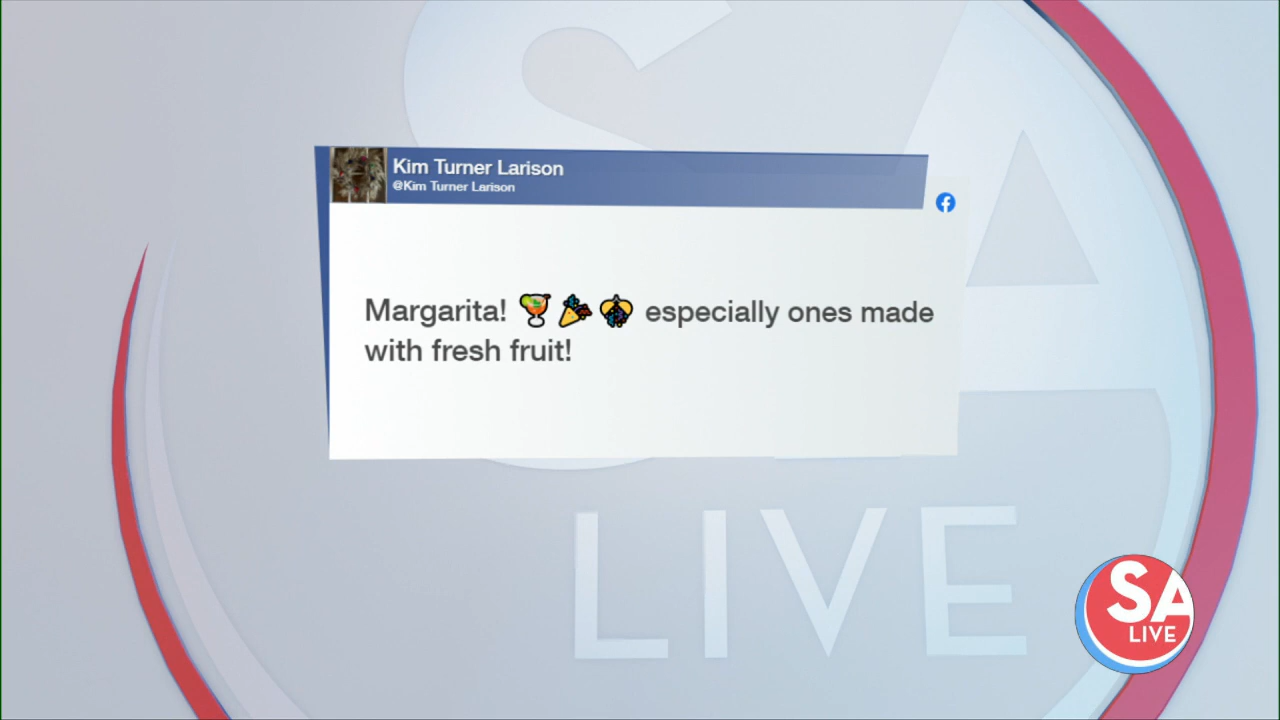 Kim Turner Larison
@Kim Turner Larison
Margarita! 🍹🎉🪅 especially ones made
with fresh fruit!
SA
LIVE
SA
LIVE